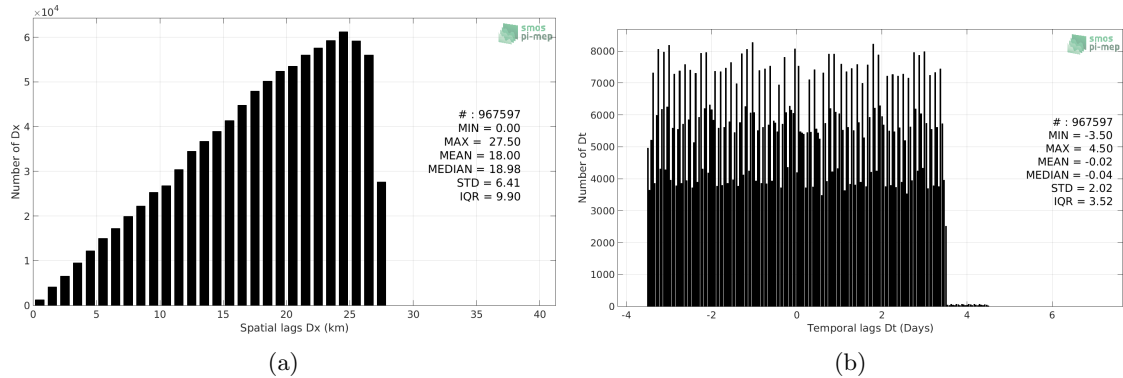 ×10⁴
6
5
4
3
2
1
0
Number of Dx
smos
pi-mep
# : 967597
MIN = 0.00
MAX = 27.50
MEAN = 18.00
MEDIAN = 18.98
STD = 6.41
IQR = 9.90
0 5 10 15 20 25 30 35 40
Spatial lags Dx (km)
(a)
8000
7000
6000
5000
4000
3000
2000
1000
0
Number of Dt
smos
pi-mep
# : 967597
MIN = -3.50
MAX = 4.50
MEAN = -0.02
MEDIAN = -0.04
STD = 2.02
IQR = 3.52
-4 -2 0 2 4 6
Temporal lags Dt (Days)
(b)